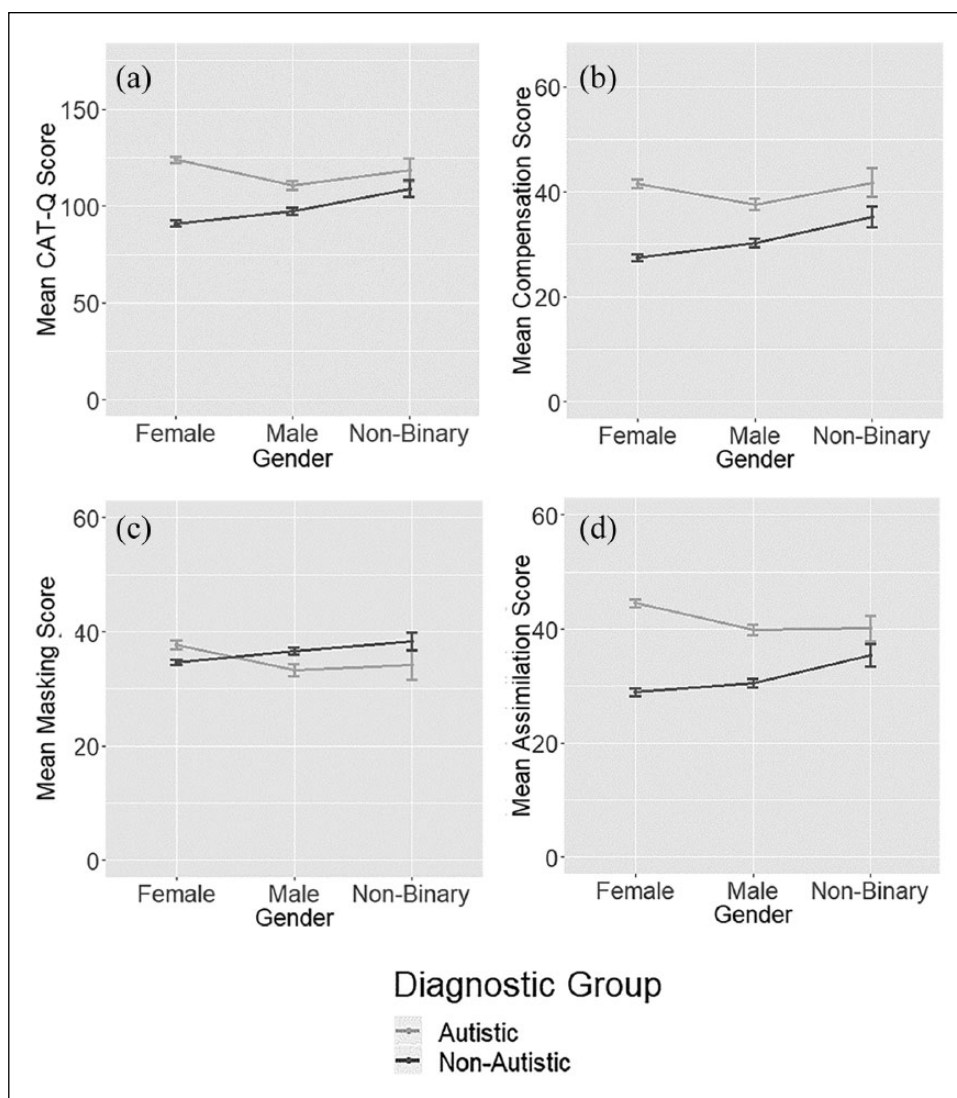 (a)
Mean CAT-Q Score
150
100
50
0
Female Male Non-Binary
Gender
(b)
Mean Compensation Score
60
40
20
0
Female Male Non-Binary
Gender
(c)
Mean Masking Score
60
40
20
0
Female Male Non-Binary
Gender
(d)
Mean Assimilation Score
60
40
20
0
Female Male Non-Binary
Gender
Diagnostic Group
Autistic
Non-Autistic